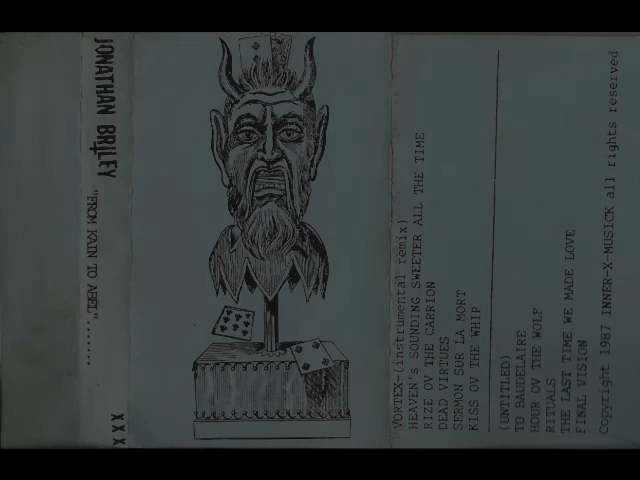 JONATHAN BRILEY
"FROM KAIN TO ABEL".......
XXX
VORTEX-(instrumental remix)
HEAVEN's SOUNDING SWEETER ALL THE TIME
RIZE OV THE CARRION
DEAD VIRTUES
SERMON SUR LA MORT
KISS OV THE WHIP
(UNTITLED)
TO BAUDELAIRE
HOUR OV THE WOLF
RITUALS
THE LAST TIME WE MADE LOVE
FINAL VISION
Copyright 1987 INNER-X-MUSICK all rights reserved